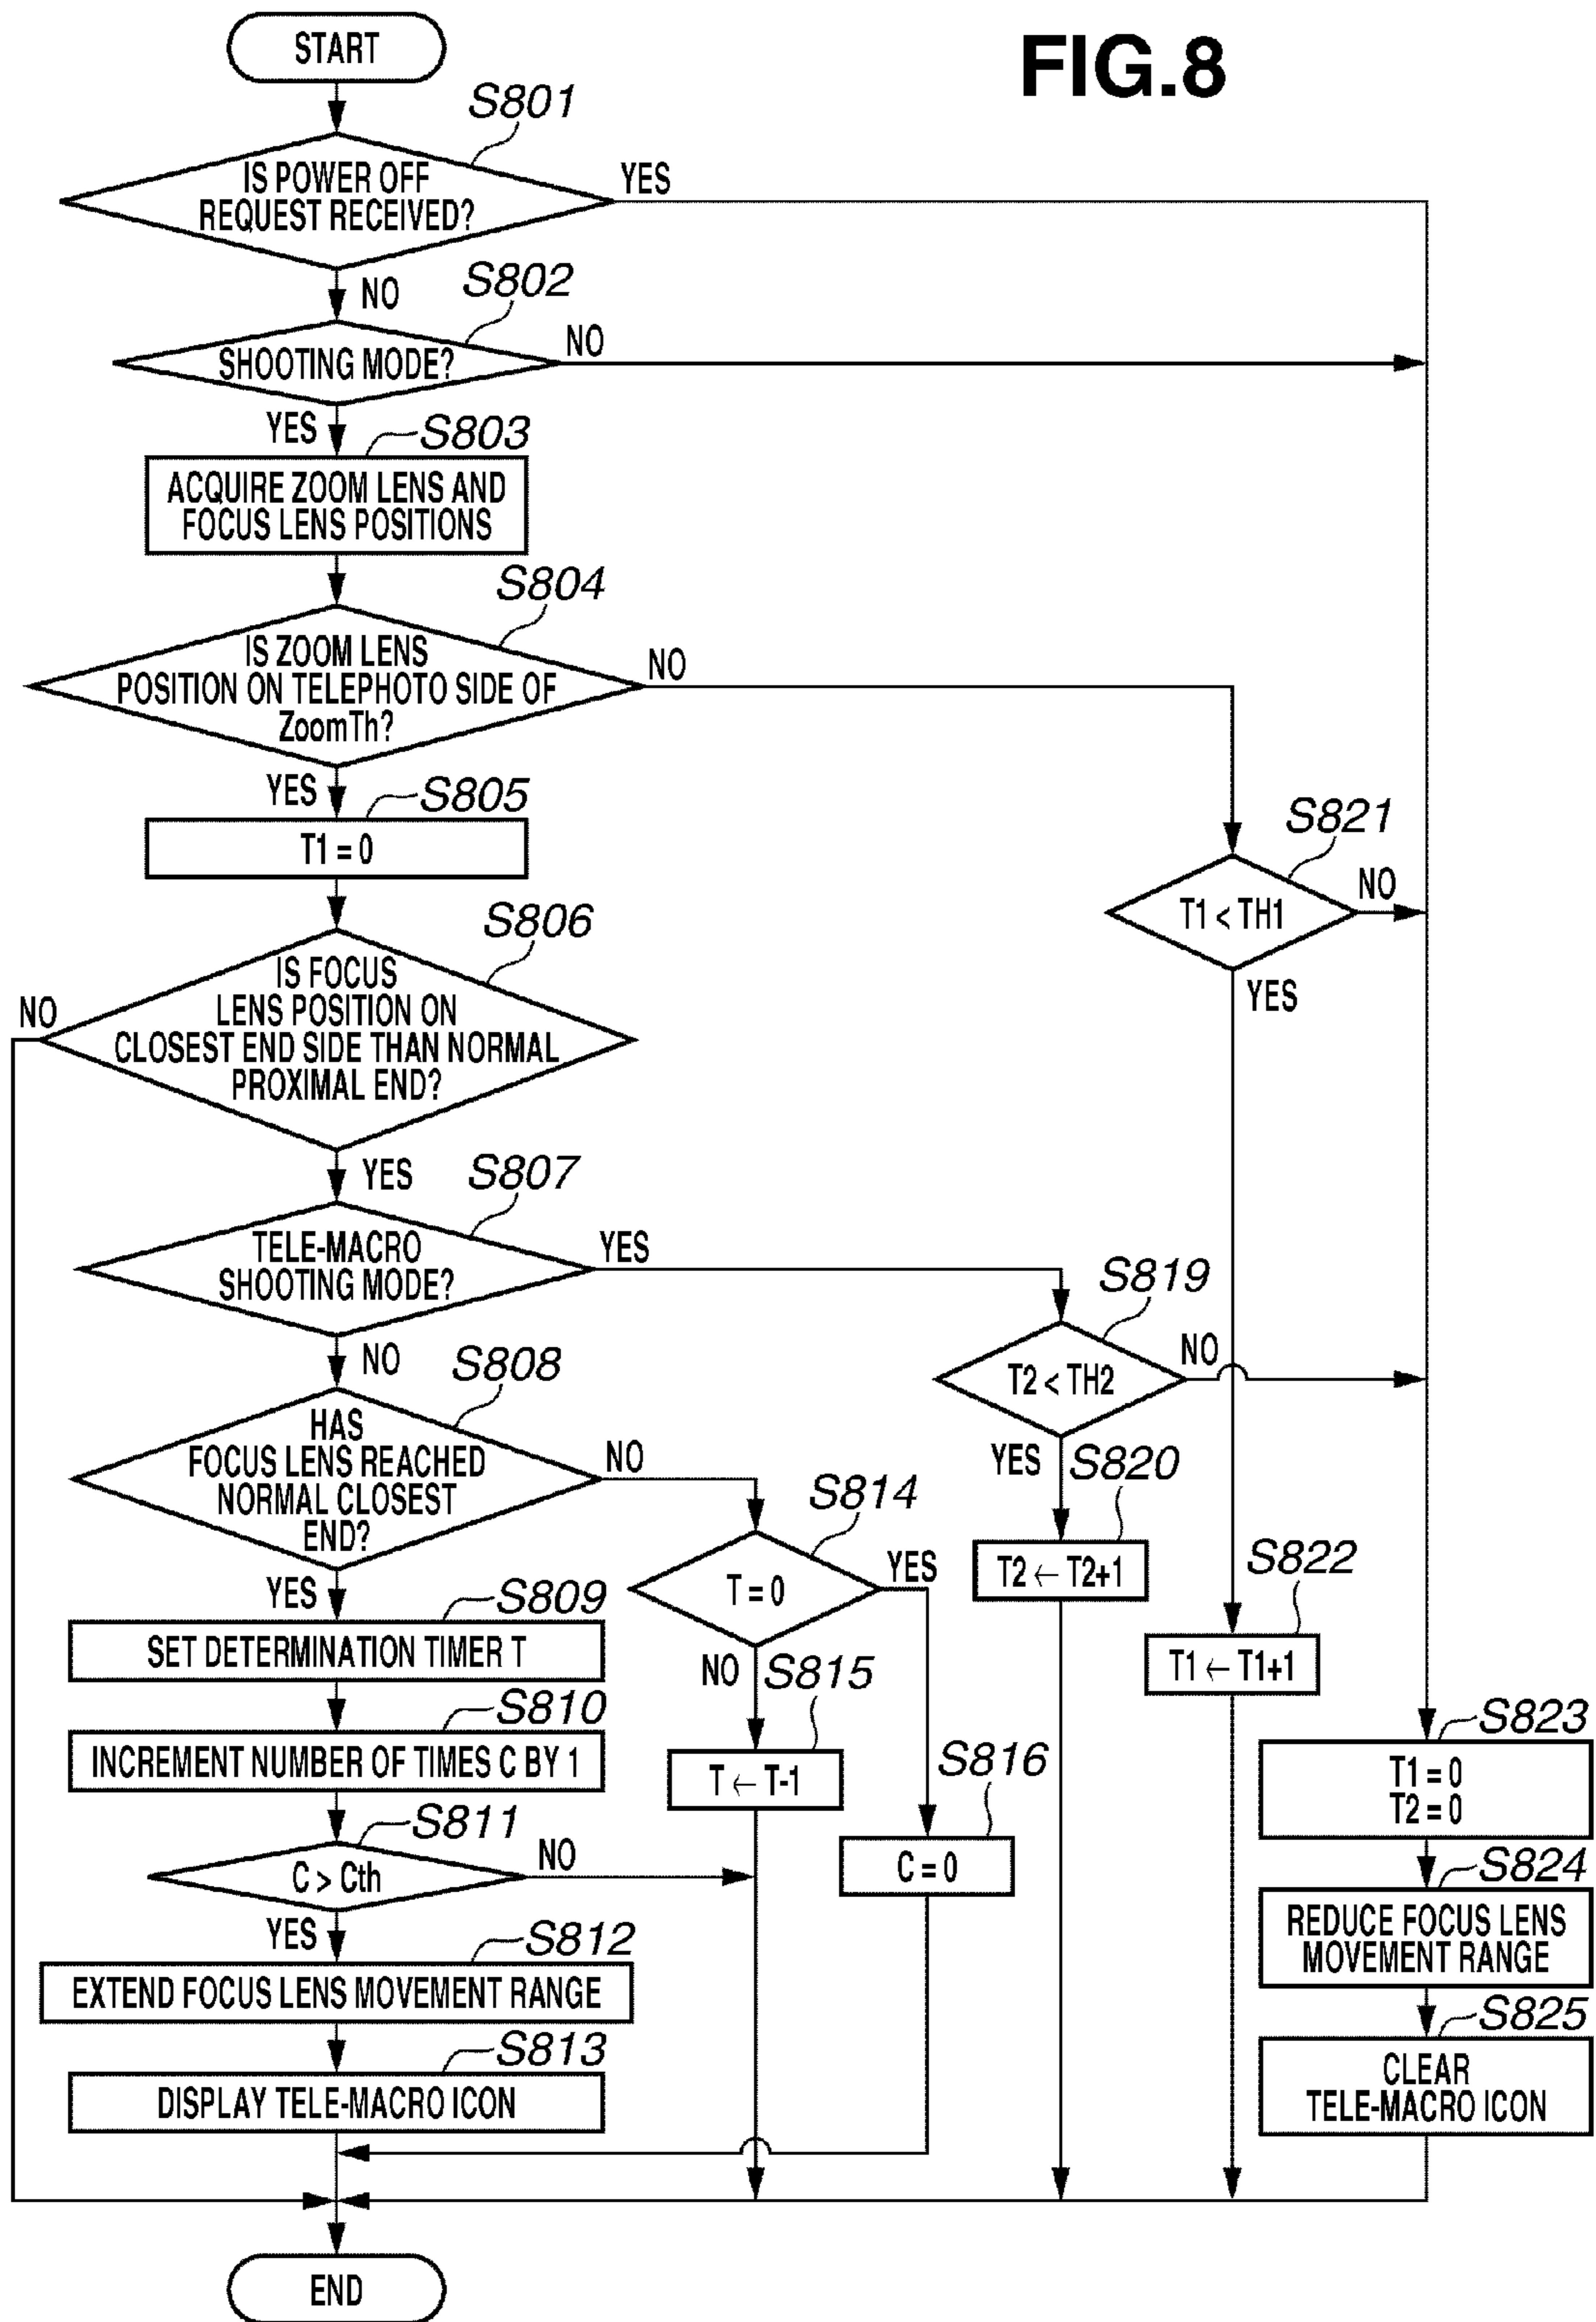 START
FIG.8
S801
IS POWER OFF
REQUEST RECEIVED?
YES
NO
S802
SHOOTING MODE?
NO
YES
S803
ACQUIRE ZOOM LENS AND
FOCUS LENS POSITIONS
S804
IS ZOOM LENS
POSITION ON TELEPHOTO SIDE OF
ZoomTh?
NO
YES
S805
T1 = 0
S821
T1 < TH1
NO
YES
S806
IS FOCUS
LENS POSITION ON
CLOSEST END SIDE THAN NORMAL
PROXIMAL END?
NO
YES
S807
TELE-MACRO
SHOOTING MODE?
YES
NO
S819
T2 < TH2
NO
YES
S820
T2 ← T2+1
S808
HAS
FOCUS LENS REACHED
NORMAL CLOSEST
END?
NO
YES
S814
T = 0
YES
NO
S815
T ← T-1
S816
C = 0
S822
T1 ← T1+1
S809
SET DETERMINATION TIMER T
S810
INCREMENT NUMBER OF TIMES C BY 1
S811
C > Cth
NO
YES
S812
EXTEND FOCUS LENS MOVEMENT RANGE
S813
DISPLAY TELE-MACRO ICON
S823
T1 = 0
T2 = 0
S824
REDUCE FOCUS LENS
MOVEMENT RANGE
S825
CLEAR
TELE-MACRO ICON
END